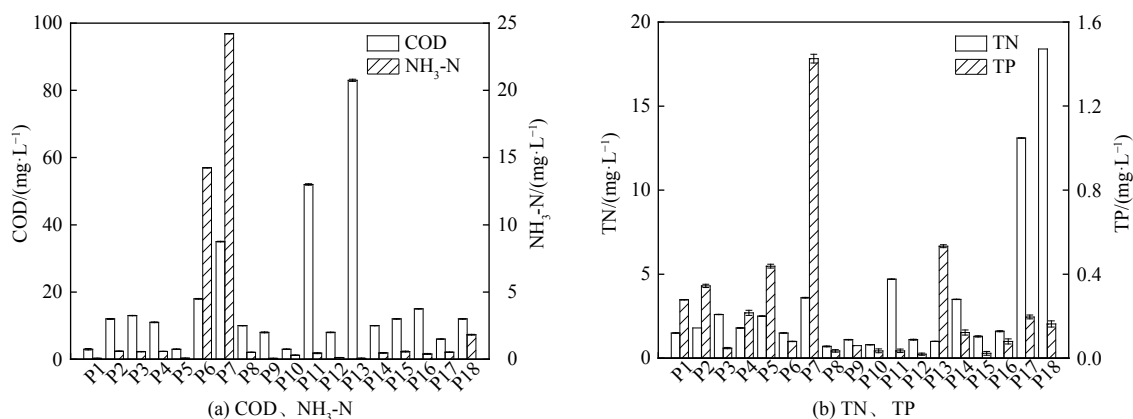 100
80
60
40
20
0
COD/(mg·L⁻¹)
25
20
15
10
5
0
NH₃-N/(mg·L⁻¹)
COD
NH₃-N
P1 P2 P3 P4 P5 P6 P7 P8 P9 P10 P11 P12 P13 P14 P15 P16 P17 P18
(a) COD、NH₃-N
20
15
10
5
0
TN/(mg·L⁻¹)
1.6
1.2
0.8
0.4
0.0
TP/(mg·L⁻¹)
TN
TP
P1 P2 P3 P4 P5 P6 P7 P8 P9 P10 P11 P12 P13 P14 P15 P16 P17 P18
(b) TN、TP